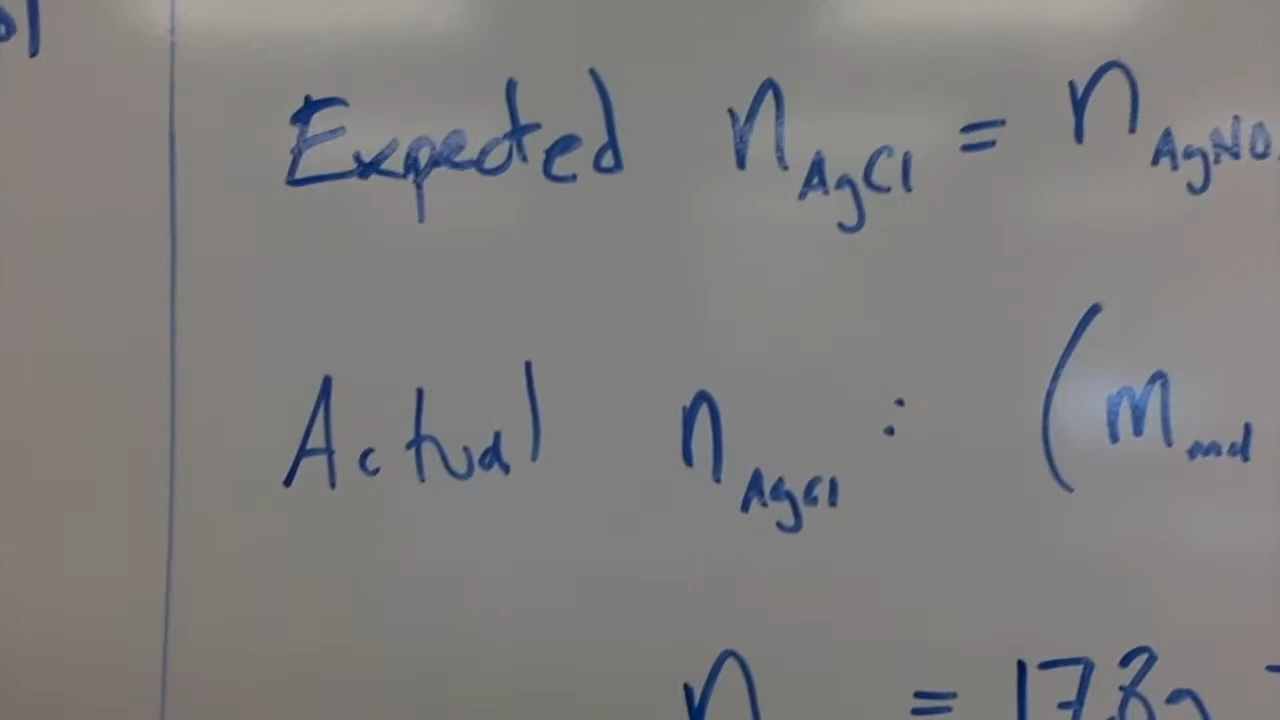 Expected n AgCl = n AgNO
Actual n AgCl : ( m
n = 17.8g